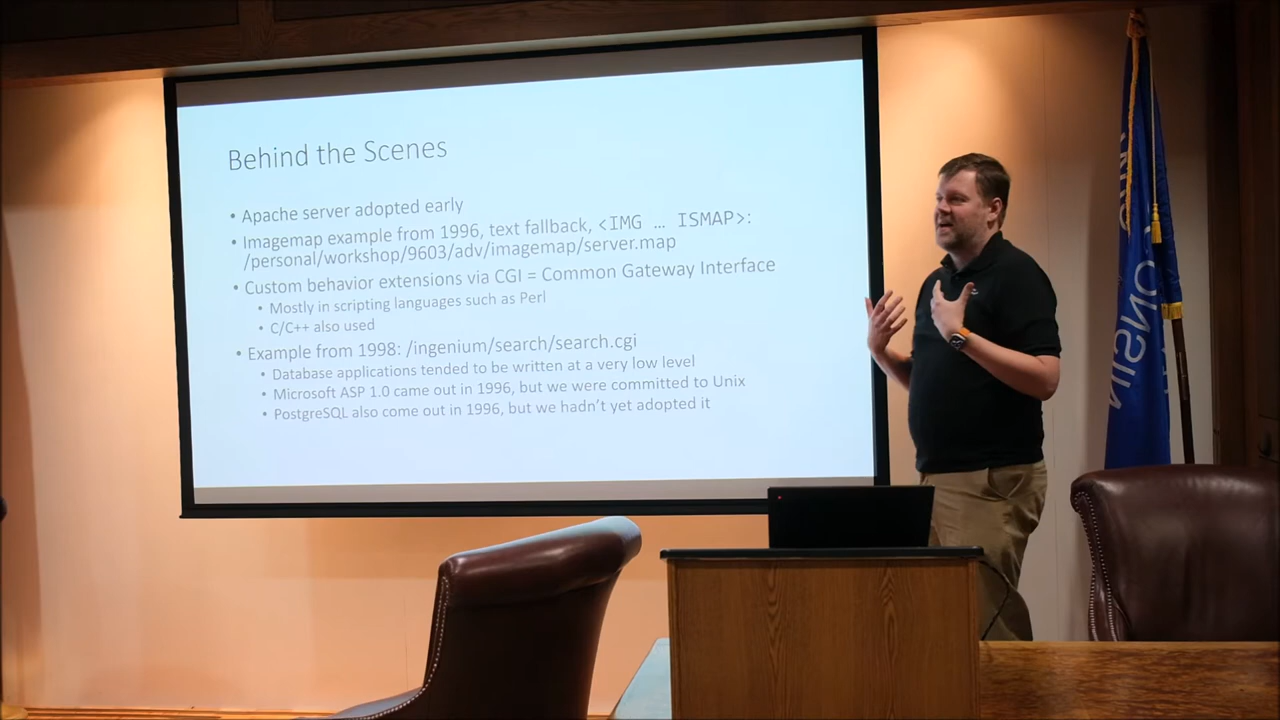 Behind the Scenes
• Apache server adopted early
• Imagemap example from 1996, text fallback, <IMG … ISMAP>:
/personal/workshop/9603/adv/imagemap/server.map
• Custom behavior extensions via CGI = Common Gateway Interface
• Mostly in scripting languages such as Perl
• C/C++ also used
• Example from 1998: /ingenium/search/search.cgi
• Database applications tended to be written at a very low level
• Microsoft ASP 1.0 came out in 1996, but we were committed to Unix
• PostgreSQL also come out in 1996, but we hadn't yet adopted it